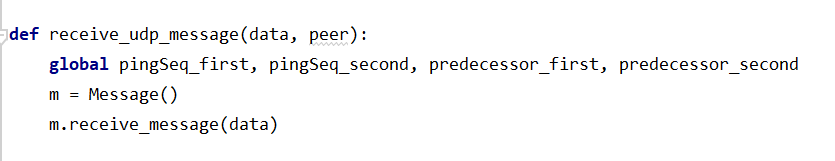 def receive_udp_message(data, peer):
    global pingSeq_first, pingSeq_second, predecessor_first, predecessor_second
    m = Message()
    m.receive_message(data)